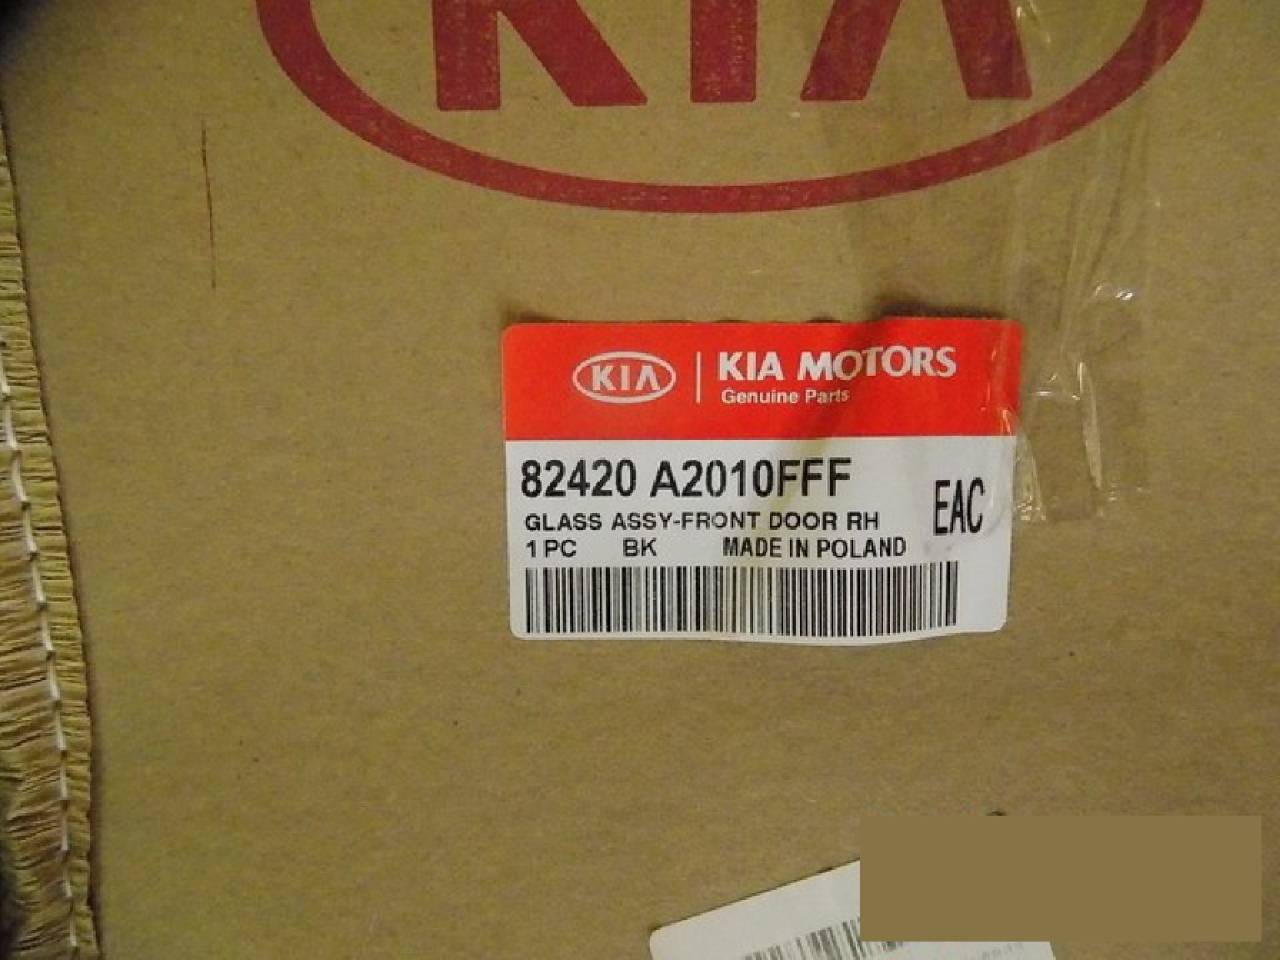 KIA
KIA KIA MOTORS
Genuine Parts
82420 A2010FFF
EAC
GLASS ASSY-FRONT DOOR RH
1 PC BK MADE IN POLAND